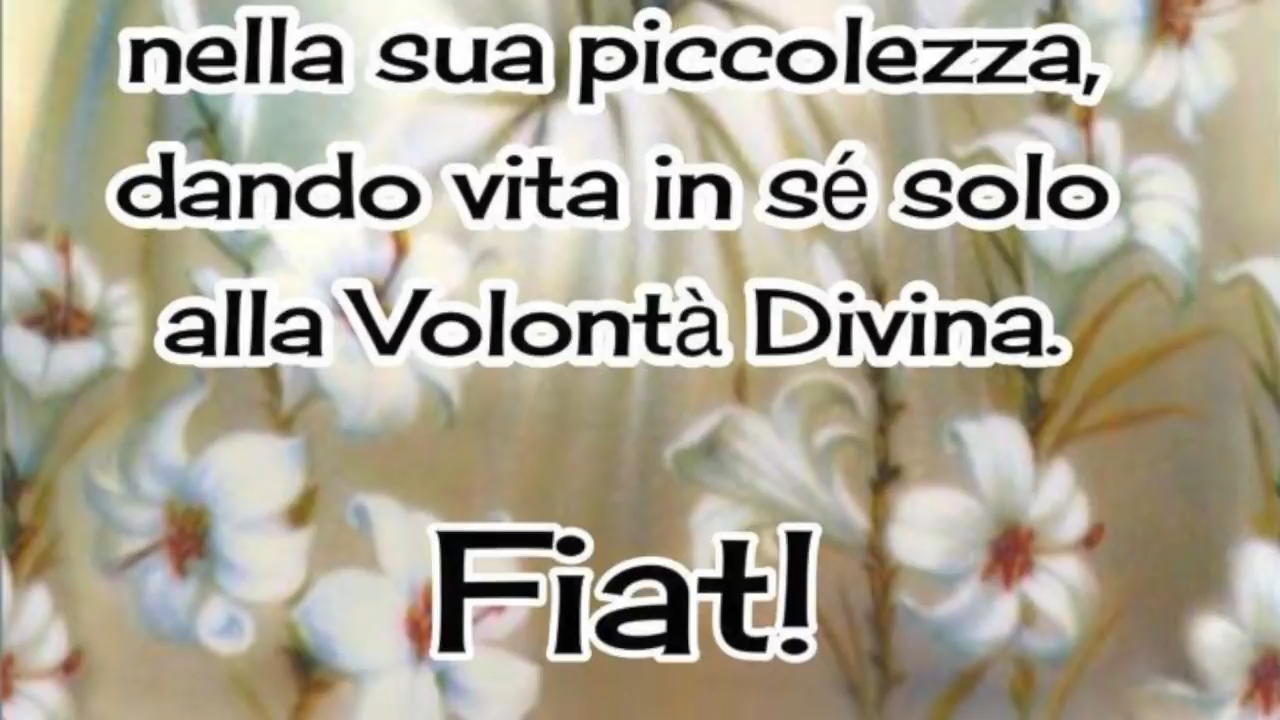 nella sua piccolezza,
dando vita in sé solo
alla Volontà Divina.
Fiat!